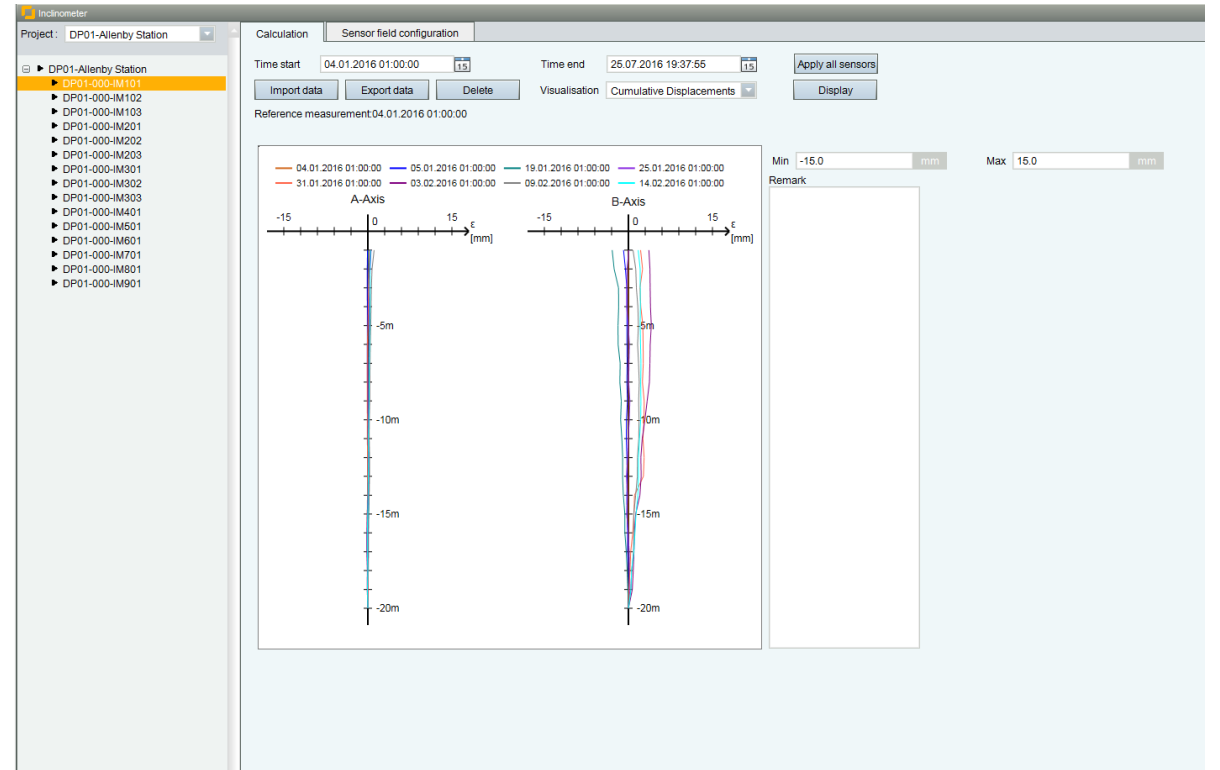 Inclinometer
Project : DP01-Allenby Station
DP01-Allenby Station
DP01-000-IM101
DP01-000-IM102
DP01-000-IM103
DP01-000-IM201
DP01-000-IM202
DP01-000-IM203
DP01-000-IM301
DP01-000-IM302
DP01-000-IM303
DP01-000-IM401
DP01-000-IM501
DP01-000-IM601
DP01-000-IM701
DP01-000-IM801
DP01-000-IM901
Calculation Sensor field configuration
Time start 04.01.2016 01:00:00 15 Time end 25.07.2016 19:37:55 15 Apply all sensors
Import data Export data Delete Visualisation Cumulative Displacements Display
Reference measurement:04.01.2016 01:00:00
04.01.2016 01:00:00 05.01.2016 01:00:00 19.01.2016 01:00:00 25.01.2016 01:00:00
31.01.2016 01:00:00 03.02.2016 01:00:00 09.02.2016 01:00:00 14.02.2016 01:00:00
A-Axis B-Axis
-15 0 15 ε [mm] -15 0 15 ε [mm]
-5m -5m
-10m -10m
-15m -15m
-20m -20m
Min -15.0 mm Max 15.0 mm
Remark